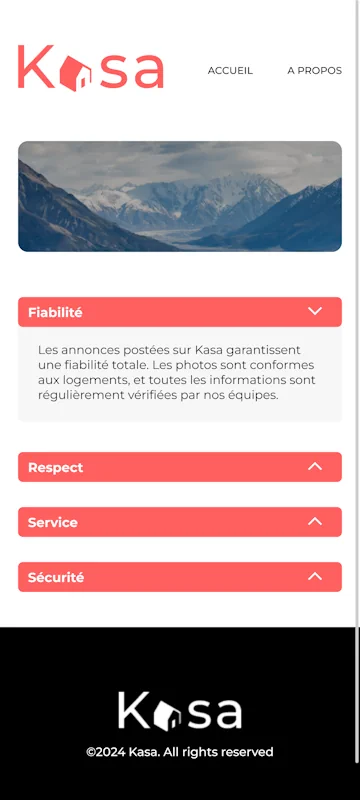 Kasa
ACCUEIL A PROPOS
Fiabilité
Les annonces postées sur Kasa garantissent
une fiabilité totale. Les photos sont conformes
aux logements, et toutes les informations sont
régulièrement vérifiées par nos équipes.
Respect
Service
Sécurité
Kasa
©2024 Kasa. All rights reserved